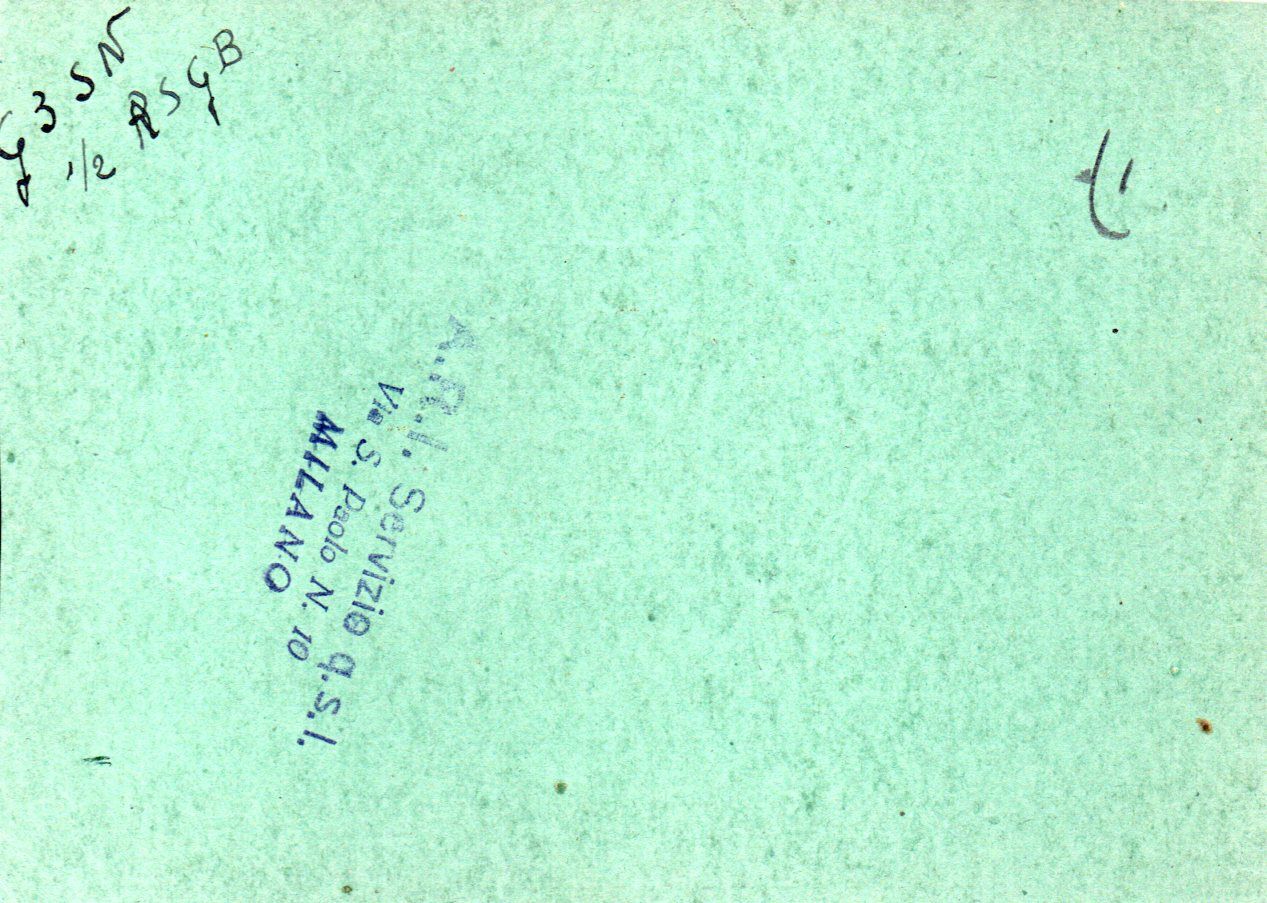 G3SN
1/2 RSGB
A.R.I. Servizio q.s.l.
Via S. Paolo N. 10
MILANO